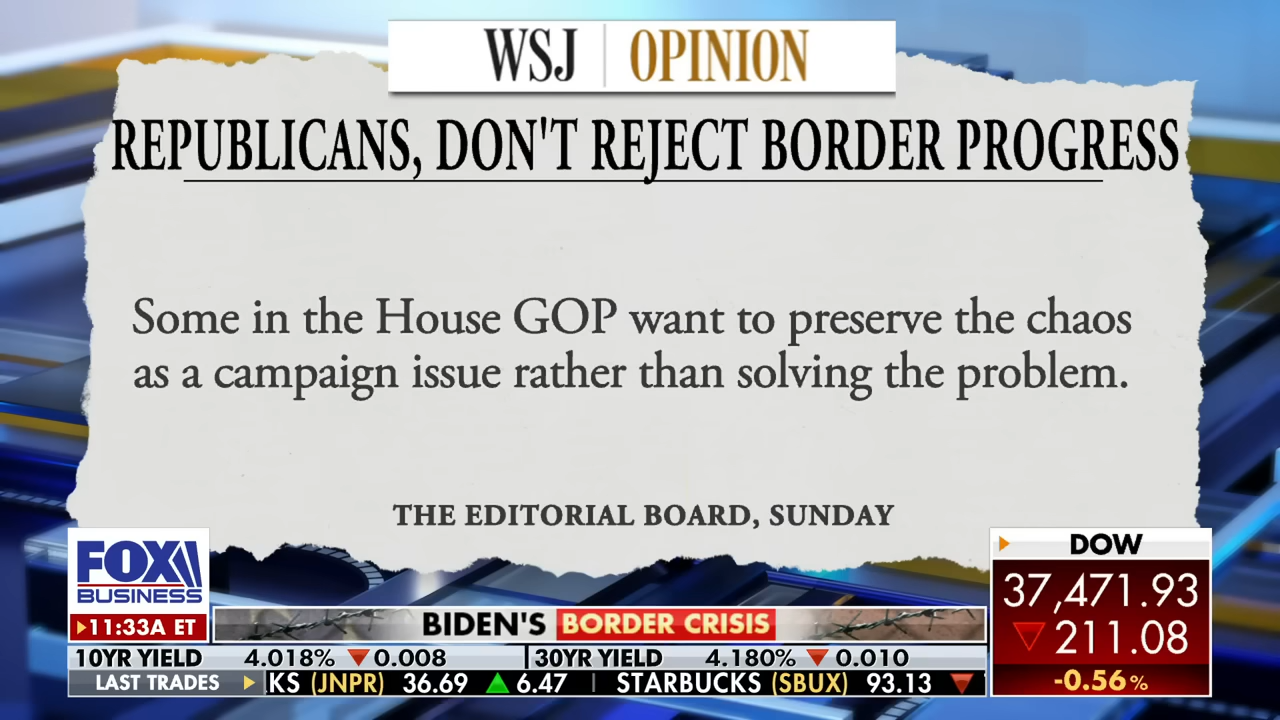 WSJ | OPINION
REPUBLICANS, DON'T REJECT BORDER PROGRESS
Some in the House GOP want to preserve the chaos
as a campaign issue rather than solving the problem.
THE EDITORIAL BOARD, SUNDAY
FOX
BUSINESS
11:33A ET
BIDEN'S BORDER CRISIS
DOW
37,471.93
211.08
-0.56%
10YR YIELD 4.018% 0.008 30YR YIELD 4.180% 0.010
LAST TRADES KS (JNPR) 36.69 6.47 STARBUCKS (SBUX) 93.13